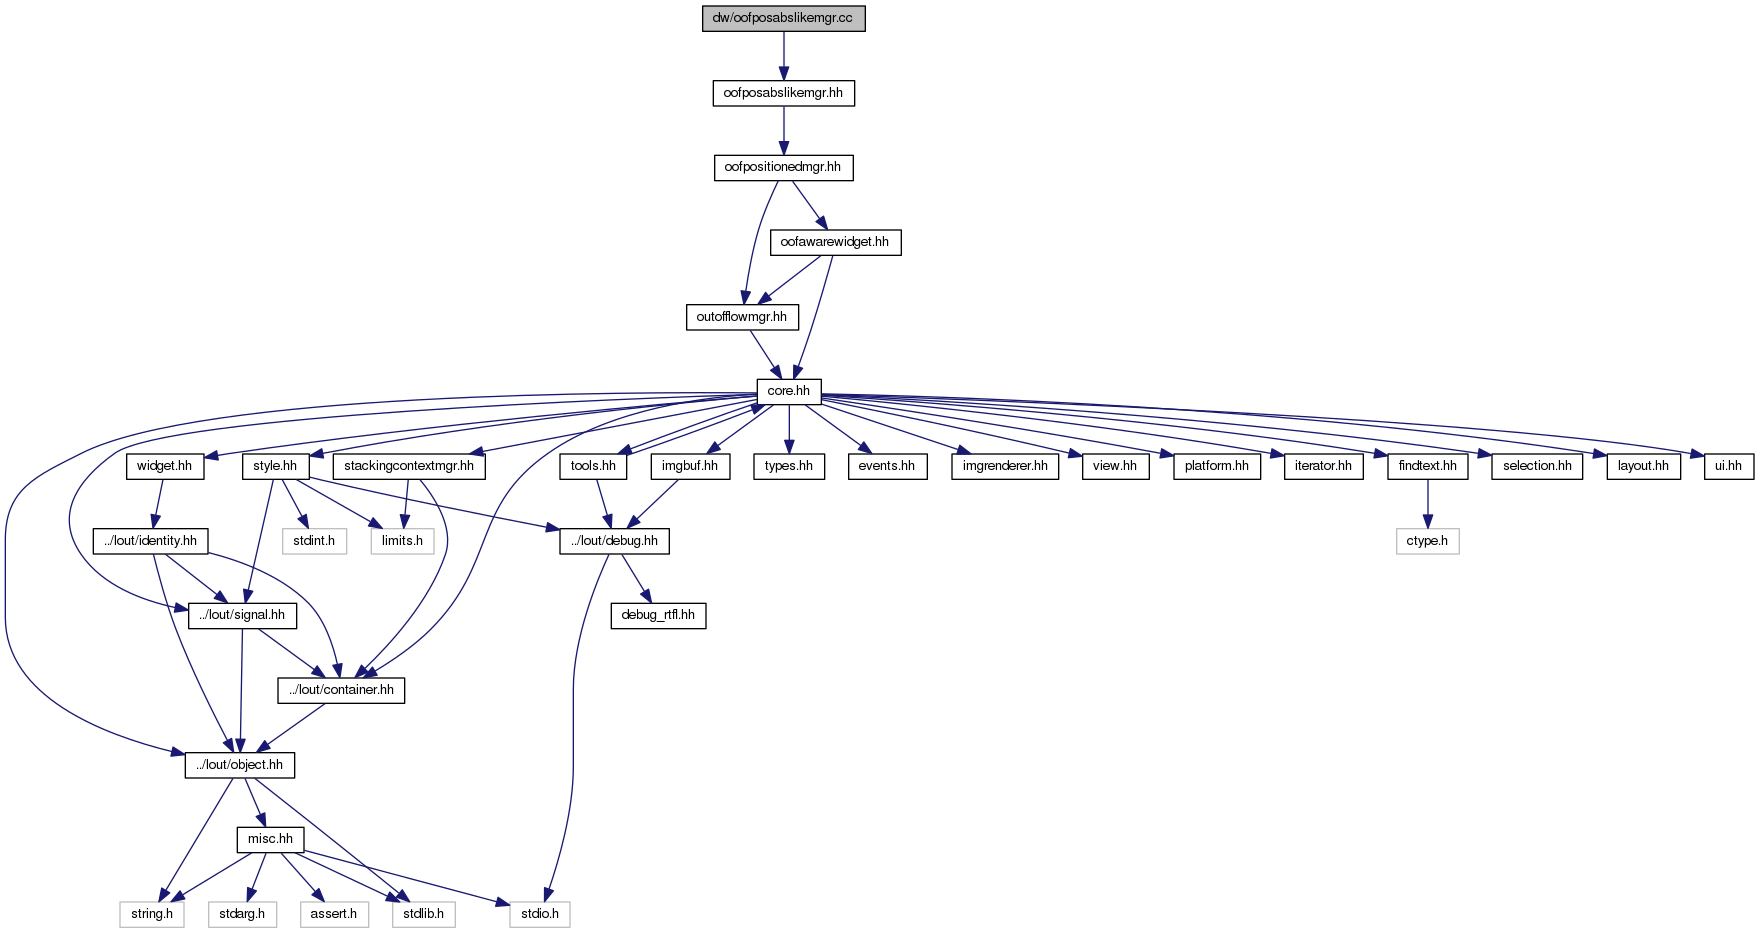 dw/oofposabslikemgr.cc
oofposabslikemgr.hh
oofpositionedmgr.hh
oofawarewidget.hh
outofflowmgr.hh
core.hh
widget.hh
style.hh
stackingcontextmgr.hh
tools.hh
imgbuf.hh
types.hh
events.hh
imgrenderer.hh
view.hh
platform.hh
iterator.hh
findtext.hh
selection.hh
layout.hh
ui.hh
../lout/identity.hh
stdint.h
limits.h
../lout/debug.hh
ctype.h
../lout/signal.hh
debug_rtfl.hh
../lout/container.hh
../lout/object.hh
misc.hh
string.h
stdarg.h
assert.h
stdlib.h
stdio.h